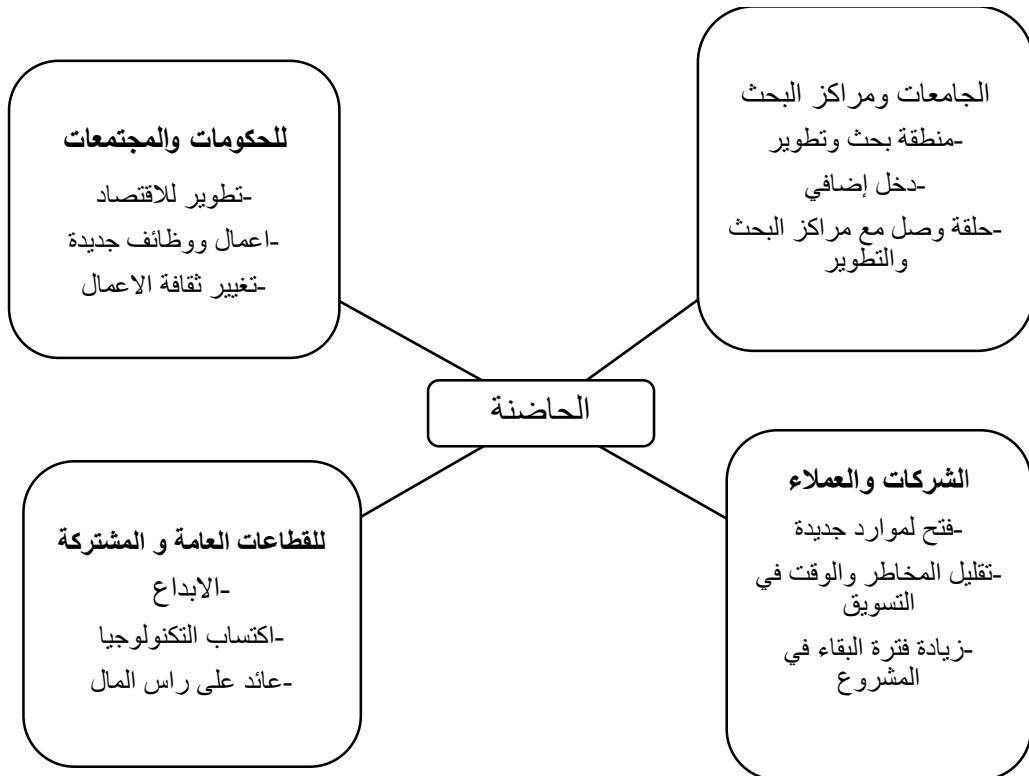 الجامعات ومراكز البحث
-منطقة بحث وتطوير
-دخل إضافي
-حلقة وصل مع مراكز البحث
والتطوير
للحكومات والمجتمعات
-تطوير للاقتصاد
-اعمال ووظائف جديدة
-تغيير ثقافة الاعمال
الحاضنة
الشركات والعملاء
-فتح لموارد جديدة
-تقليل المخاطر والوقت في
التسويق
-زيادة فترة البقاء في
المشروع
للقطاعات العامة و المشتركة
-الابداع
-اكتساب التكنولوجيا
-عائد على راس المال